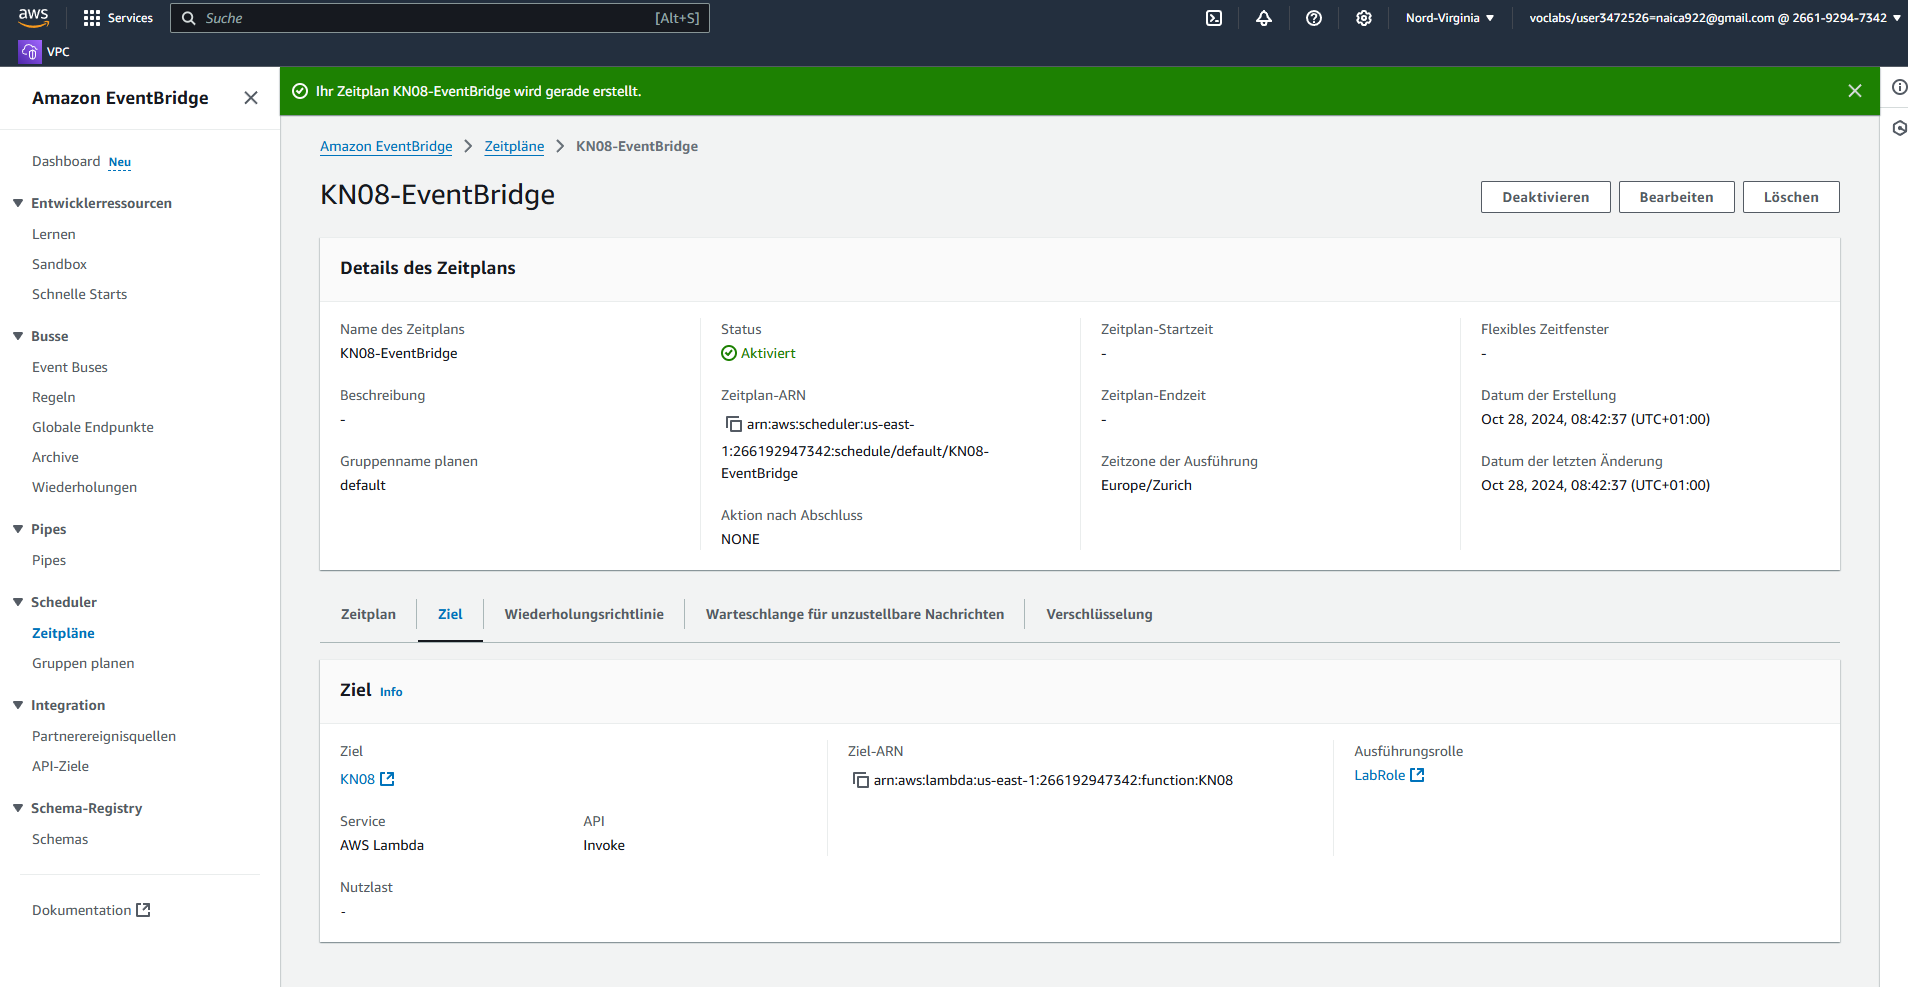 aws
Services
Suche
[Alt+S]
Nord-Virginia
voclabs/user3472526=naica922@gmail.com @ 2661-9294-7342
VPC
Amazon EventBridge
Dashboard Neu
Entwicklerressourcen
Lernen
Sandbox
Schnelle Starts
Busse
Event Buses
Regeln
Globale Endpunkte
Archive
Wiederholungen
Pipes
Pipes
Scheduler
Zeitpläne
Gruppen planen
Integration
Partnerereignisquellen
API-Ziele
Schema-Registry
Schemas
Dokumentation
Ihr Zeitplan KN08-EventBridge wird gerade erstellt.
Amazon EventBridge
Zeitpläne
KN08-EventBridge
KN08-EventBridge
Deaktivieren
Bearbeiten
Löschen
Details des Zeitplans
Name des Zeitplans
KN08-EventBridge
Beschreibung
-
Gruppenname planen
default
Status
Aktiviert
Zeitplan-ARN
arn:aws:scheduler:us-east-
1:266192947342:schedule/default/KN08-
EventBridge
Aktion nach Abschluss
NONE
Zeitplan-Startzeit
-
Zeitplan-Endzeit
-
Zeitzone der Ausführung
Europe/Zurich
Flexibles Zeitfenster
-
Datum der Erstellung
Oct 28, 2024, 08:42:37 (UTC+01:00)
Datum der letzten Änderung
Oct 28, 2024, 08:42:37 (UTC+01:00)
Zeitplan
Ziel
Wiederholungsrichtlinie
Warteschlange für unzustellbare Nachrichten
Verschlüsselung
Ziel Info
Ziel
KN08
Service
AWS Lambda
API
Invoke
Nutzlast
-
Ziel-ARN
arn:aws:lambda:us-east-1:266192947342:function:KN08
Ausführungsrolle
LabRole